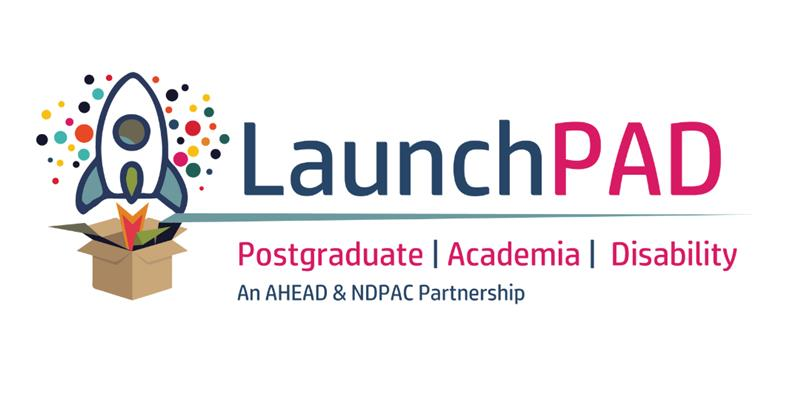 LaunchPAD
Postgraduate | Academia | Disability
An AHEAD & NDPAC Partnership